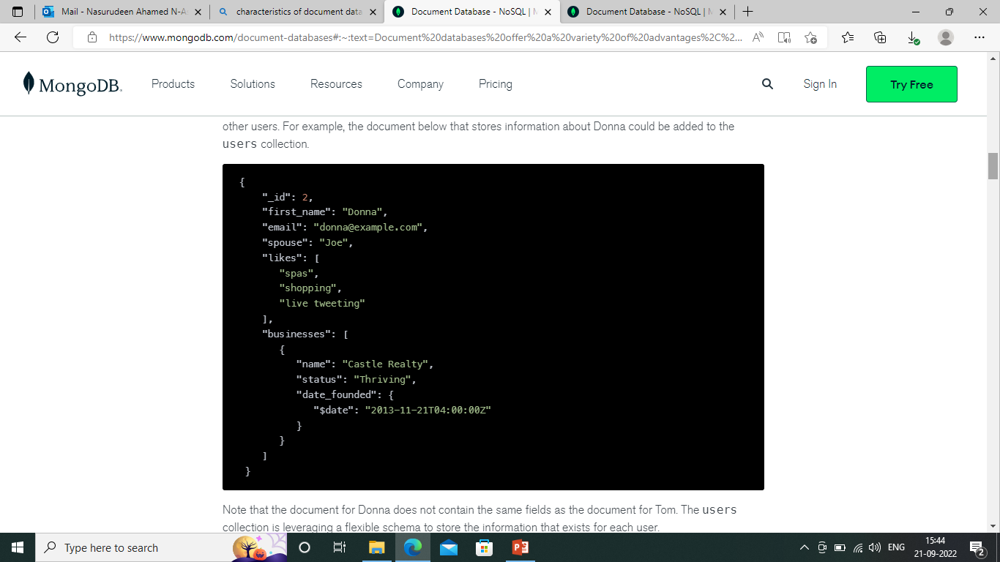 Mail - Nasurudeen Ahamed N-A
characteristics of document data
Document Database - NoSQL |
Document Database - NoSQL |
https://www.mongodb.com/document-databases#:~:text=Document%20databases%20offer%20a%20variety%20of%20advantages%2C%2...
MongoDB.
Products
Solutions
Resources
Company
Pricing
Sign In
Try Free
other users. For example, the document below that stores information about Donna could be added to the
users collection.
{
"_id": 2,
"first_name": "Donna",
"email": "donna@example.com",
"spouse": "Joe",
"likes": [
"spas",
"shopping",
"live tweeting"
],
"businesses": [
{
"name": "Castle Realty",
"status": "Thriving",
"date_founded": {
"$date": "2013-11-21T04:00:00Z"
}
}
]
}
Note that the document for Donna does not contain the same fields as the document for Tom. The users
collection is leveraging a flexible schema to store the information that exists for each user.
Type here to search
ENG
15:44
21-09-2022
2